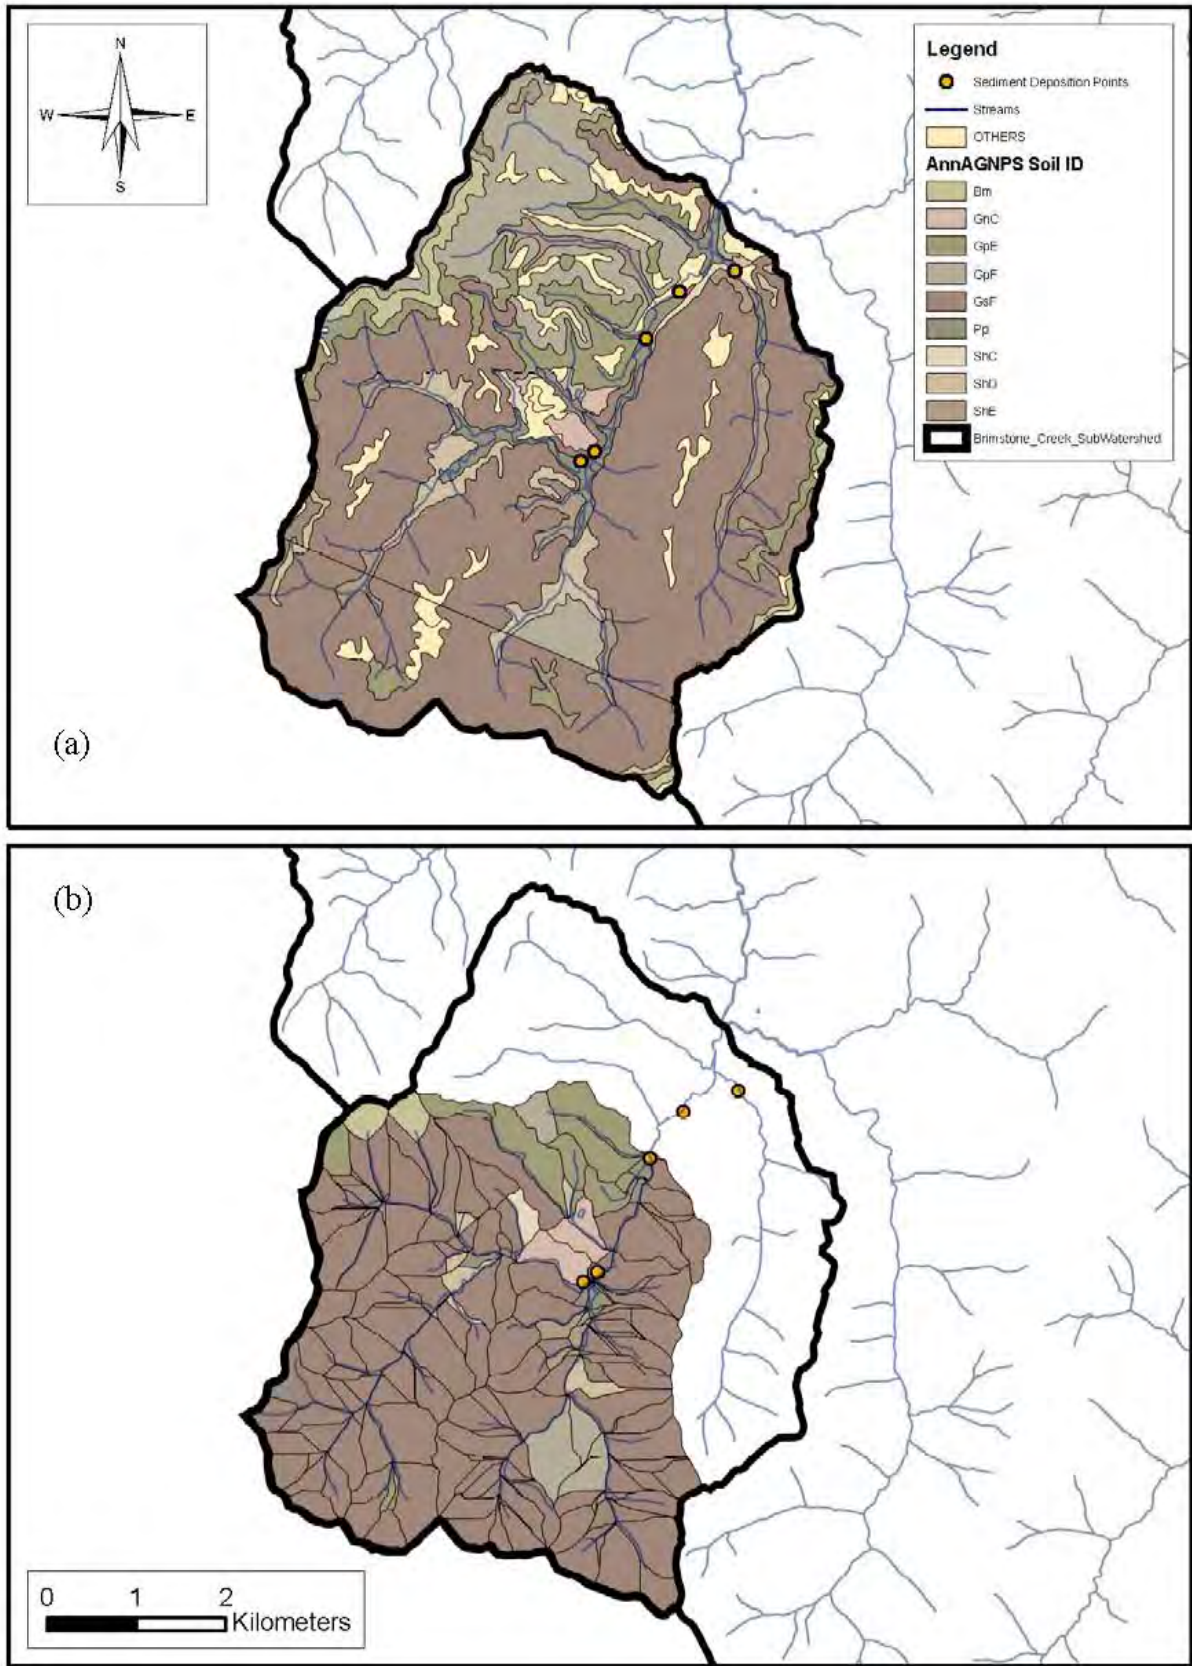 N
W E
S
Legend
Sediment Deposition Points
Streams
OTHERS
AnnAGNPS Soil ID
Bm
GnC
GpE
GpF
GsF
Pp
ShC
ShD
ShE
Brimstone_Creek_SubWatershed
(a)
(b)
0 1 2
Kilometers